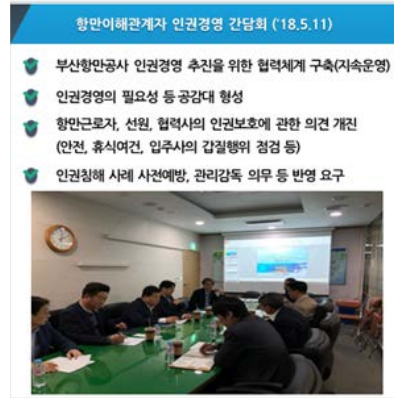 항만이해관계자 인권경영 간담회 ('18.5.11)
부산항만공사 인권경영 추진을 위한 협력체계 구축(지속운영)
인권경영의 필요성 등 공감대 형성
항만근로자, 선원, 협력사의 인권보호에 관한 의견 개진
(안전, 휴식여건, 입주사의 갑질행위 점검 등)
인권침해 사례 사전예방, 관리감독 의무 등 반영 요구